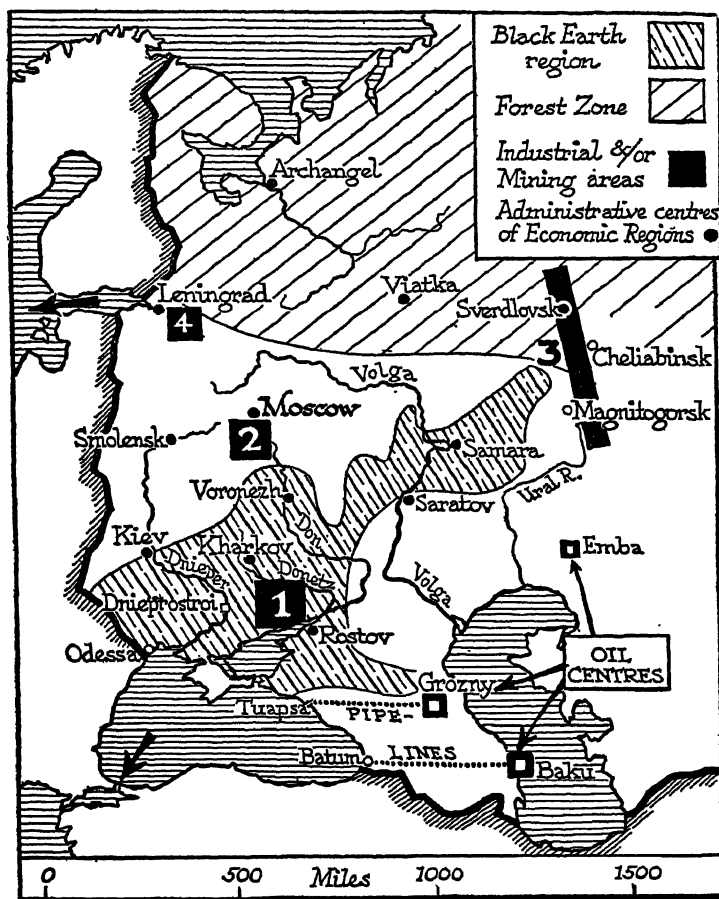 Black Earth
region
Forest Zone
Industrial &/or
Mining areas
Administrative centres
of Economic Regions
Archangel
Viatka
Leningrad
Sverdlovsk
4
3
Cheliabinsk
Volga
Moscow
Magnitogorsk
Smolensk
2
Samara
Voronezh
Saratov
Ural R.
Don.
Kiev
Kharkov
Emba
Dnieper
Donetz
Volga
Dnieprostroi
1
Rostov
Odessa
OIL
CENTRES
Grozny
Tuapsa
PIPE-
Batum
LINES
Baku
0
500
Miles
1000
1500